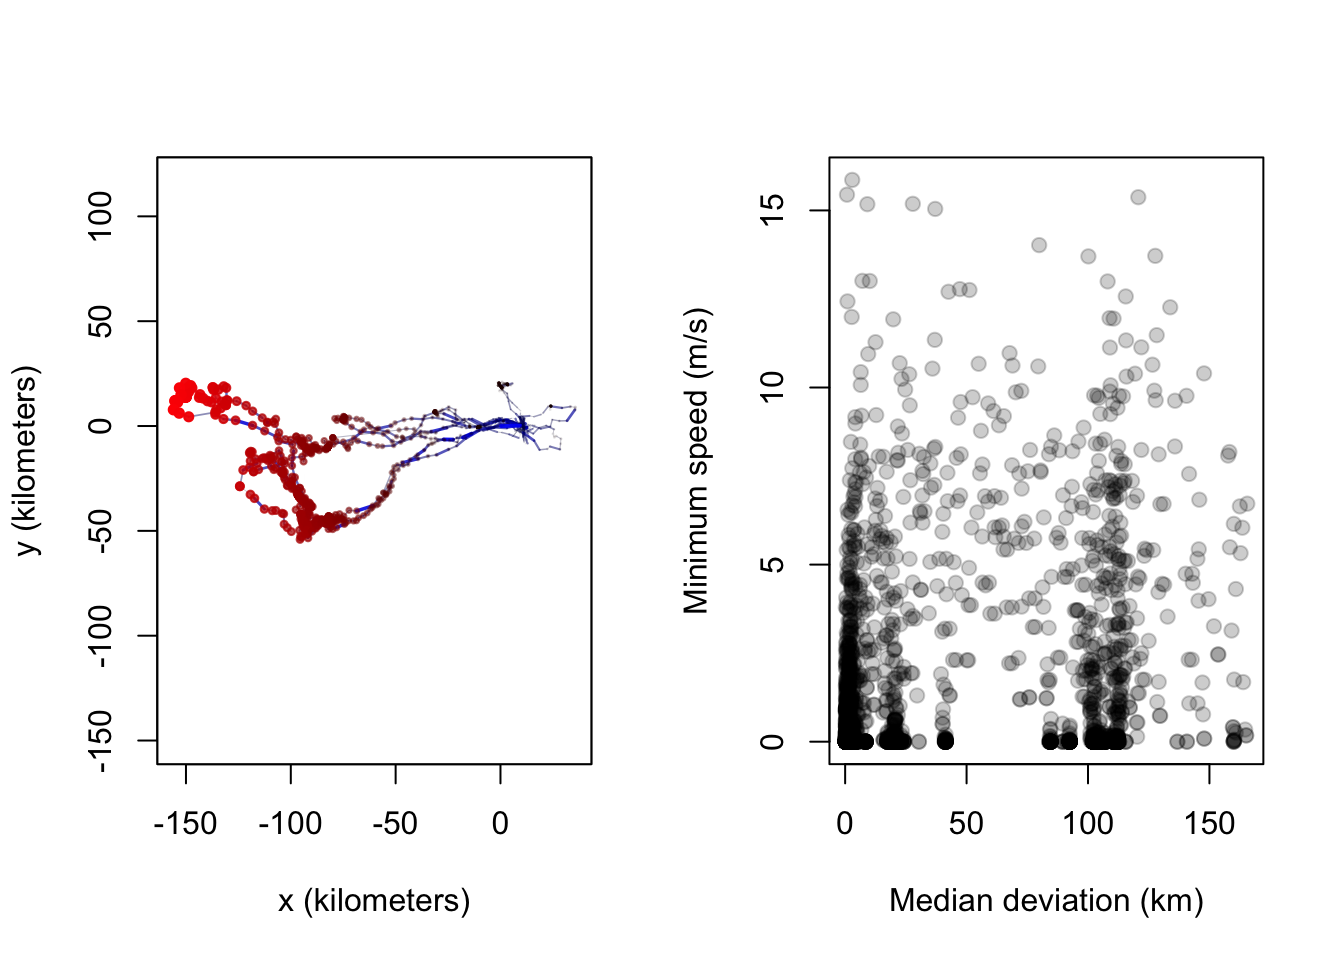 y (kilometers)
100
50
0
-50
-100
-150
-150 -100 -50 0
x (kilometers)
Minimum speed (m/s)
15
10
5
0
0 50 100 150
Median deviation (km)